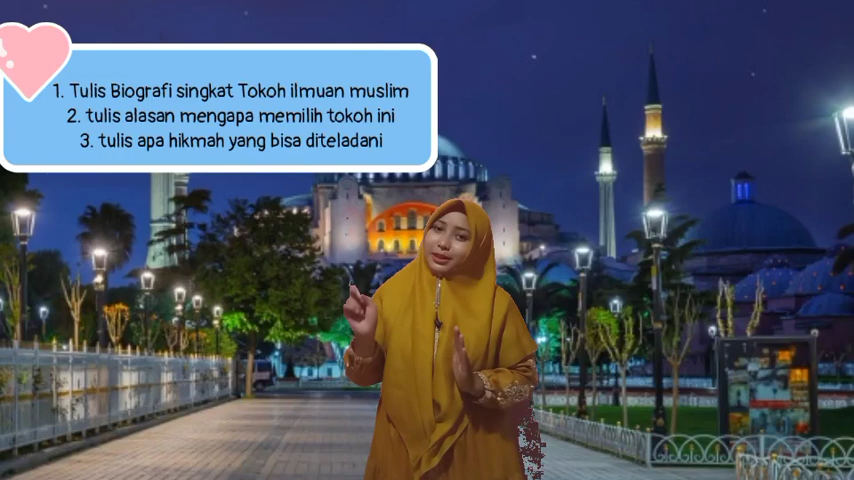 1. Tulis Biografi singkat Tokoh ilmuan muslim
2. tulis alasan mengapa memilih tokoh ini
3. tulis apa hikmah yang bisa diteladani